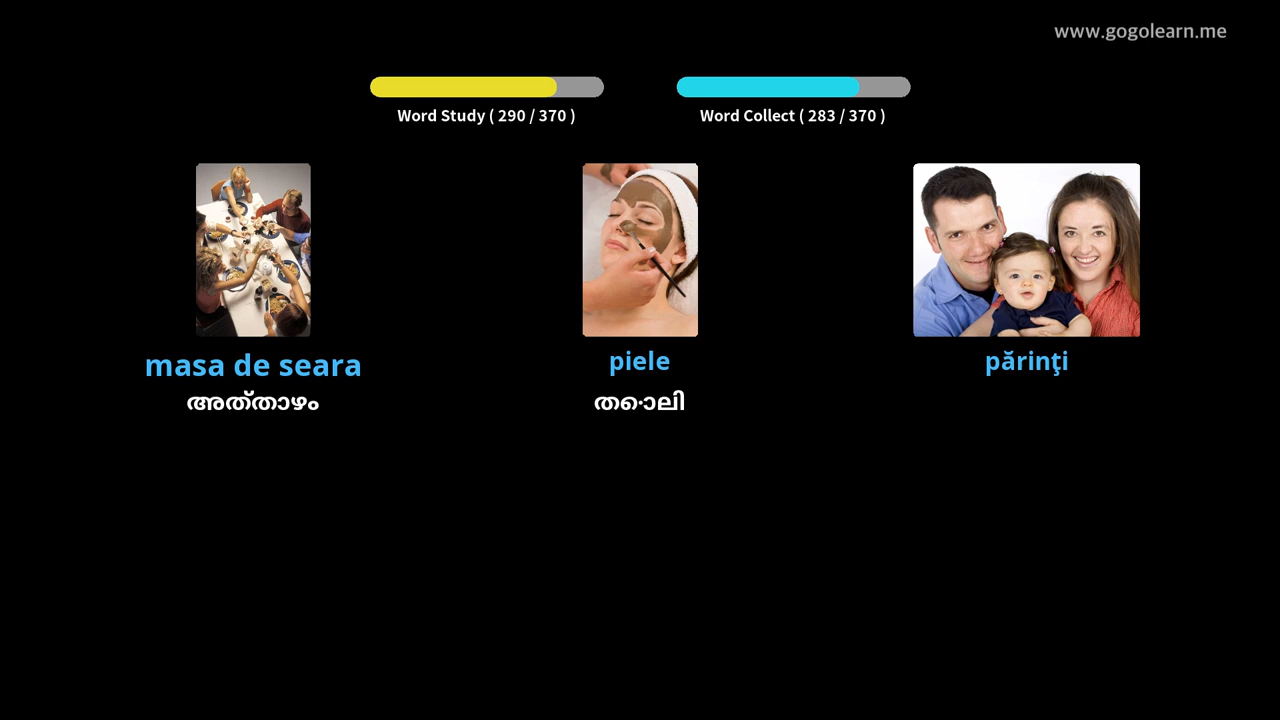 www.gogolearn.me
Word Study ( 290 / 370 )
Word Collect ( 283 / 370 )
masa de seara
piele
părinţi
അത്താഴം
തൊലി